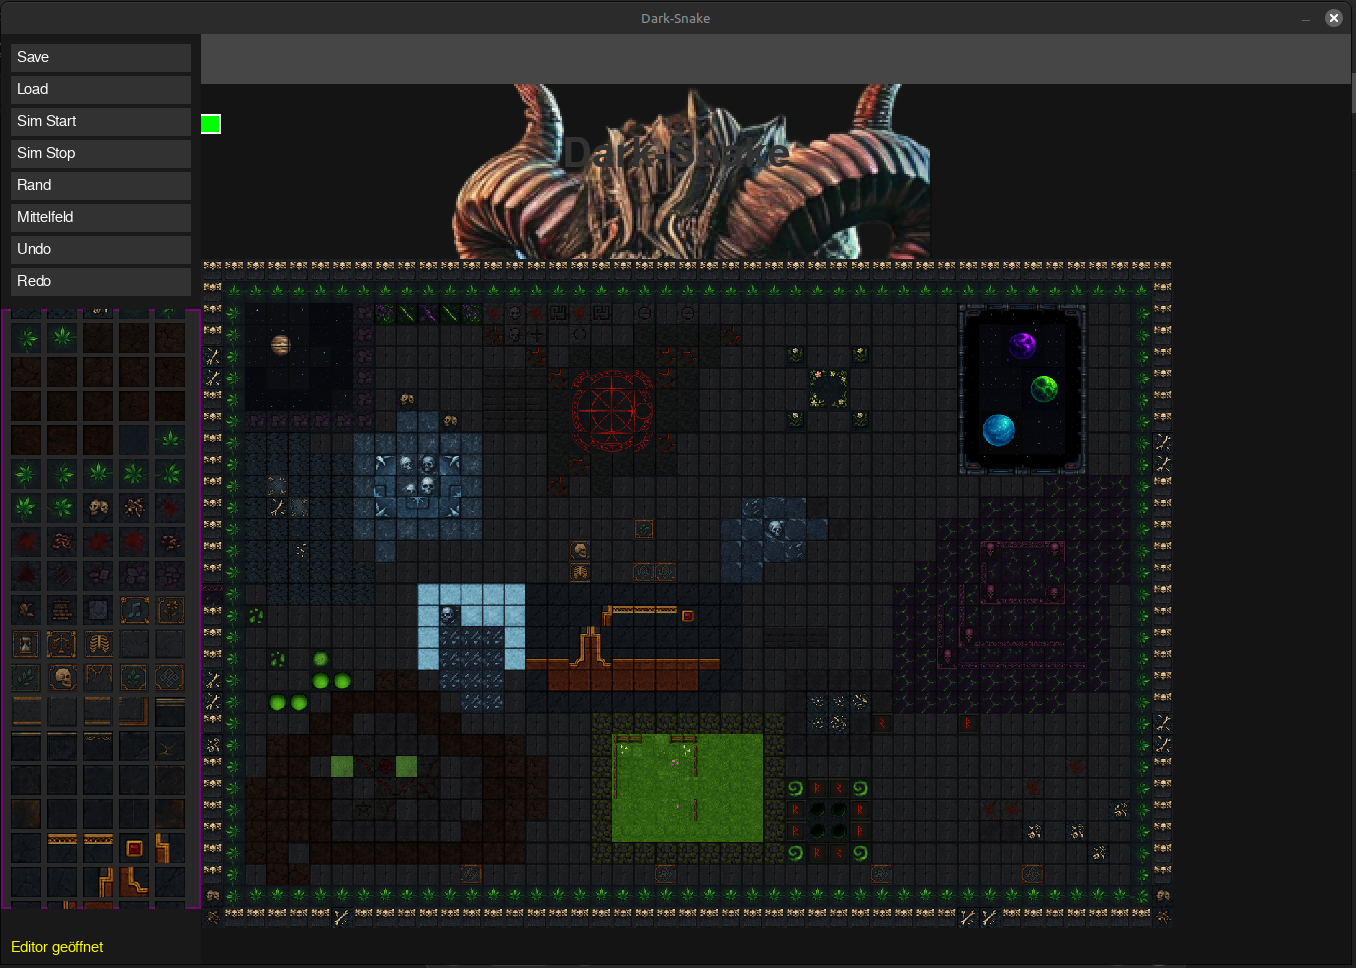 Dark-Snake
Save
Load
Sim Start
Sim Stop
Rand
Mittelfeld
Undo
Redo
Dark-Snake
Editor geöffnet